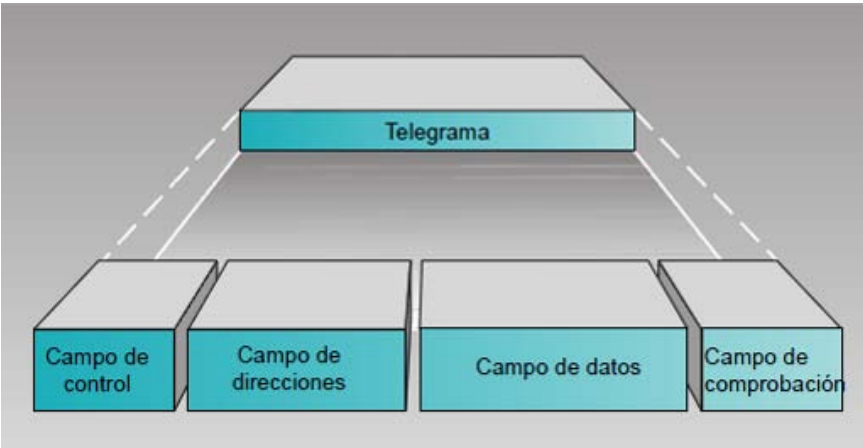 Telegrama
Campo de
control
Campo de
direcciones
Campo de datos
Campo de
comprobación